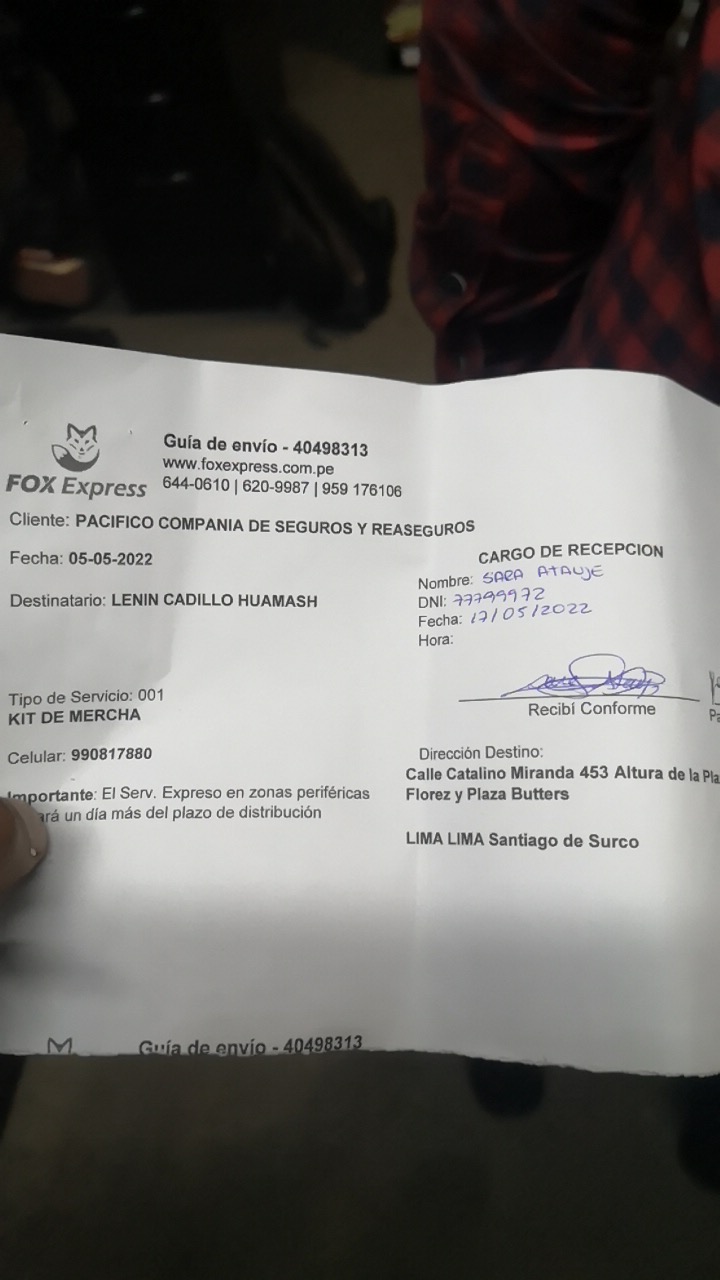 Guía de envío - 40498313
www.foxexpress.com.pe
644-0610 | 620-9987 | 959 176106
FOX Express
Cliente: PACIFICO COMPANIA DE SEGUROS Y REASEGUROS
Fecha: 05-05-2022
Destinatario: LENIN CADILLO HUAMASH
CARGO DE RECEPCION
Nombre: SARA ATAUJE
DNI: 77799972
Fecha: 17/05/2022
Hora:
Recibí Conforme
Tipo de Servicio: 001
KIT DE MERCHA
Celular: 990817880
Importante: El Serv. Expreso en zonas periféricas
ará un día más del plazo de distribución
Dirección Destino:
Calle Catalino Miranda 453 Altura de la Pla
Florez y Plaza Butters
LIMA LIMA Santiago de Surco
Guía de envío - 40498313